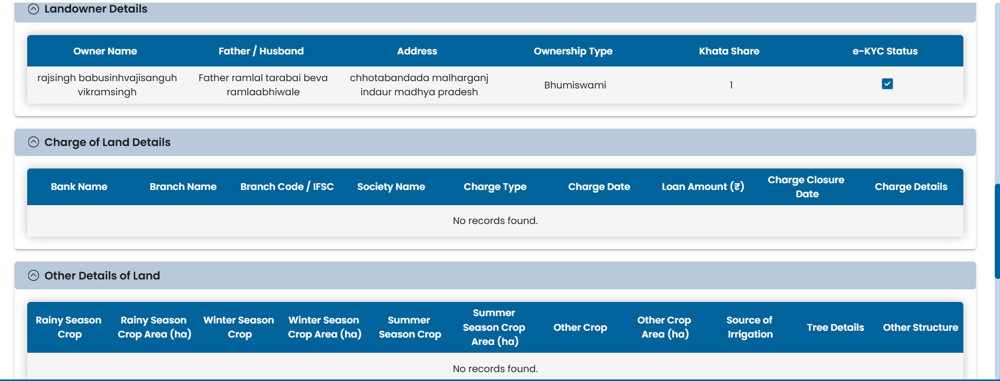 Landowner Details
Owner Name Father / Husband Address Ownership Type Khata Share e-KYC Status
rajsingh babusinhvajisanguh vikramsingh Father ramlal tarabai beva ramlaabhiwale chhotabandada malharganj indaur madhya pradesh Bhumiswami 1
Charge of Land Details
Bank Name Branch Name Branch Code / IFSC Society Name Charge Type Charge Date Loan Amount (₹) Charge Closure Date Charge Details
No records found.
Other Details of Land
Rainy Season Crop Rainy Season Crop Area (ha) Winter Season Crop Winter Season Crop Area (ha) Summer Season Crop Summer Season Crop Area (ha) Other Crop Other Crop Area (ha) Source of Irrigation Tree Details Other Structure
No records found.